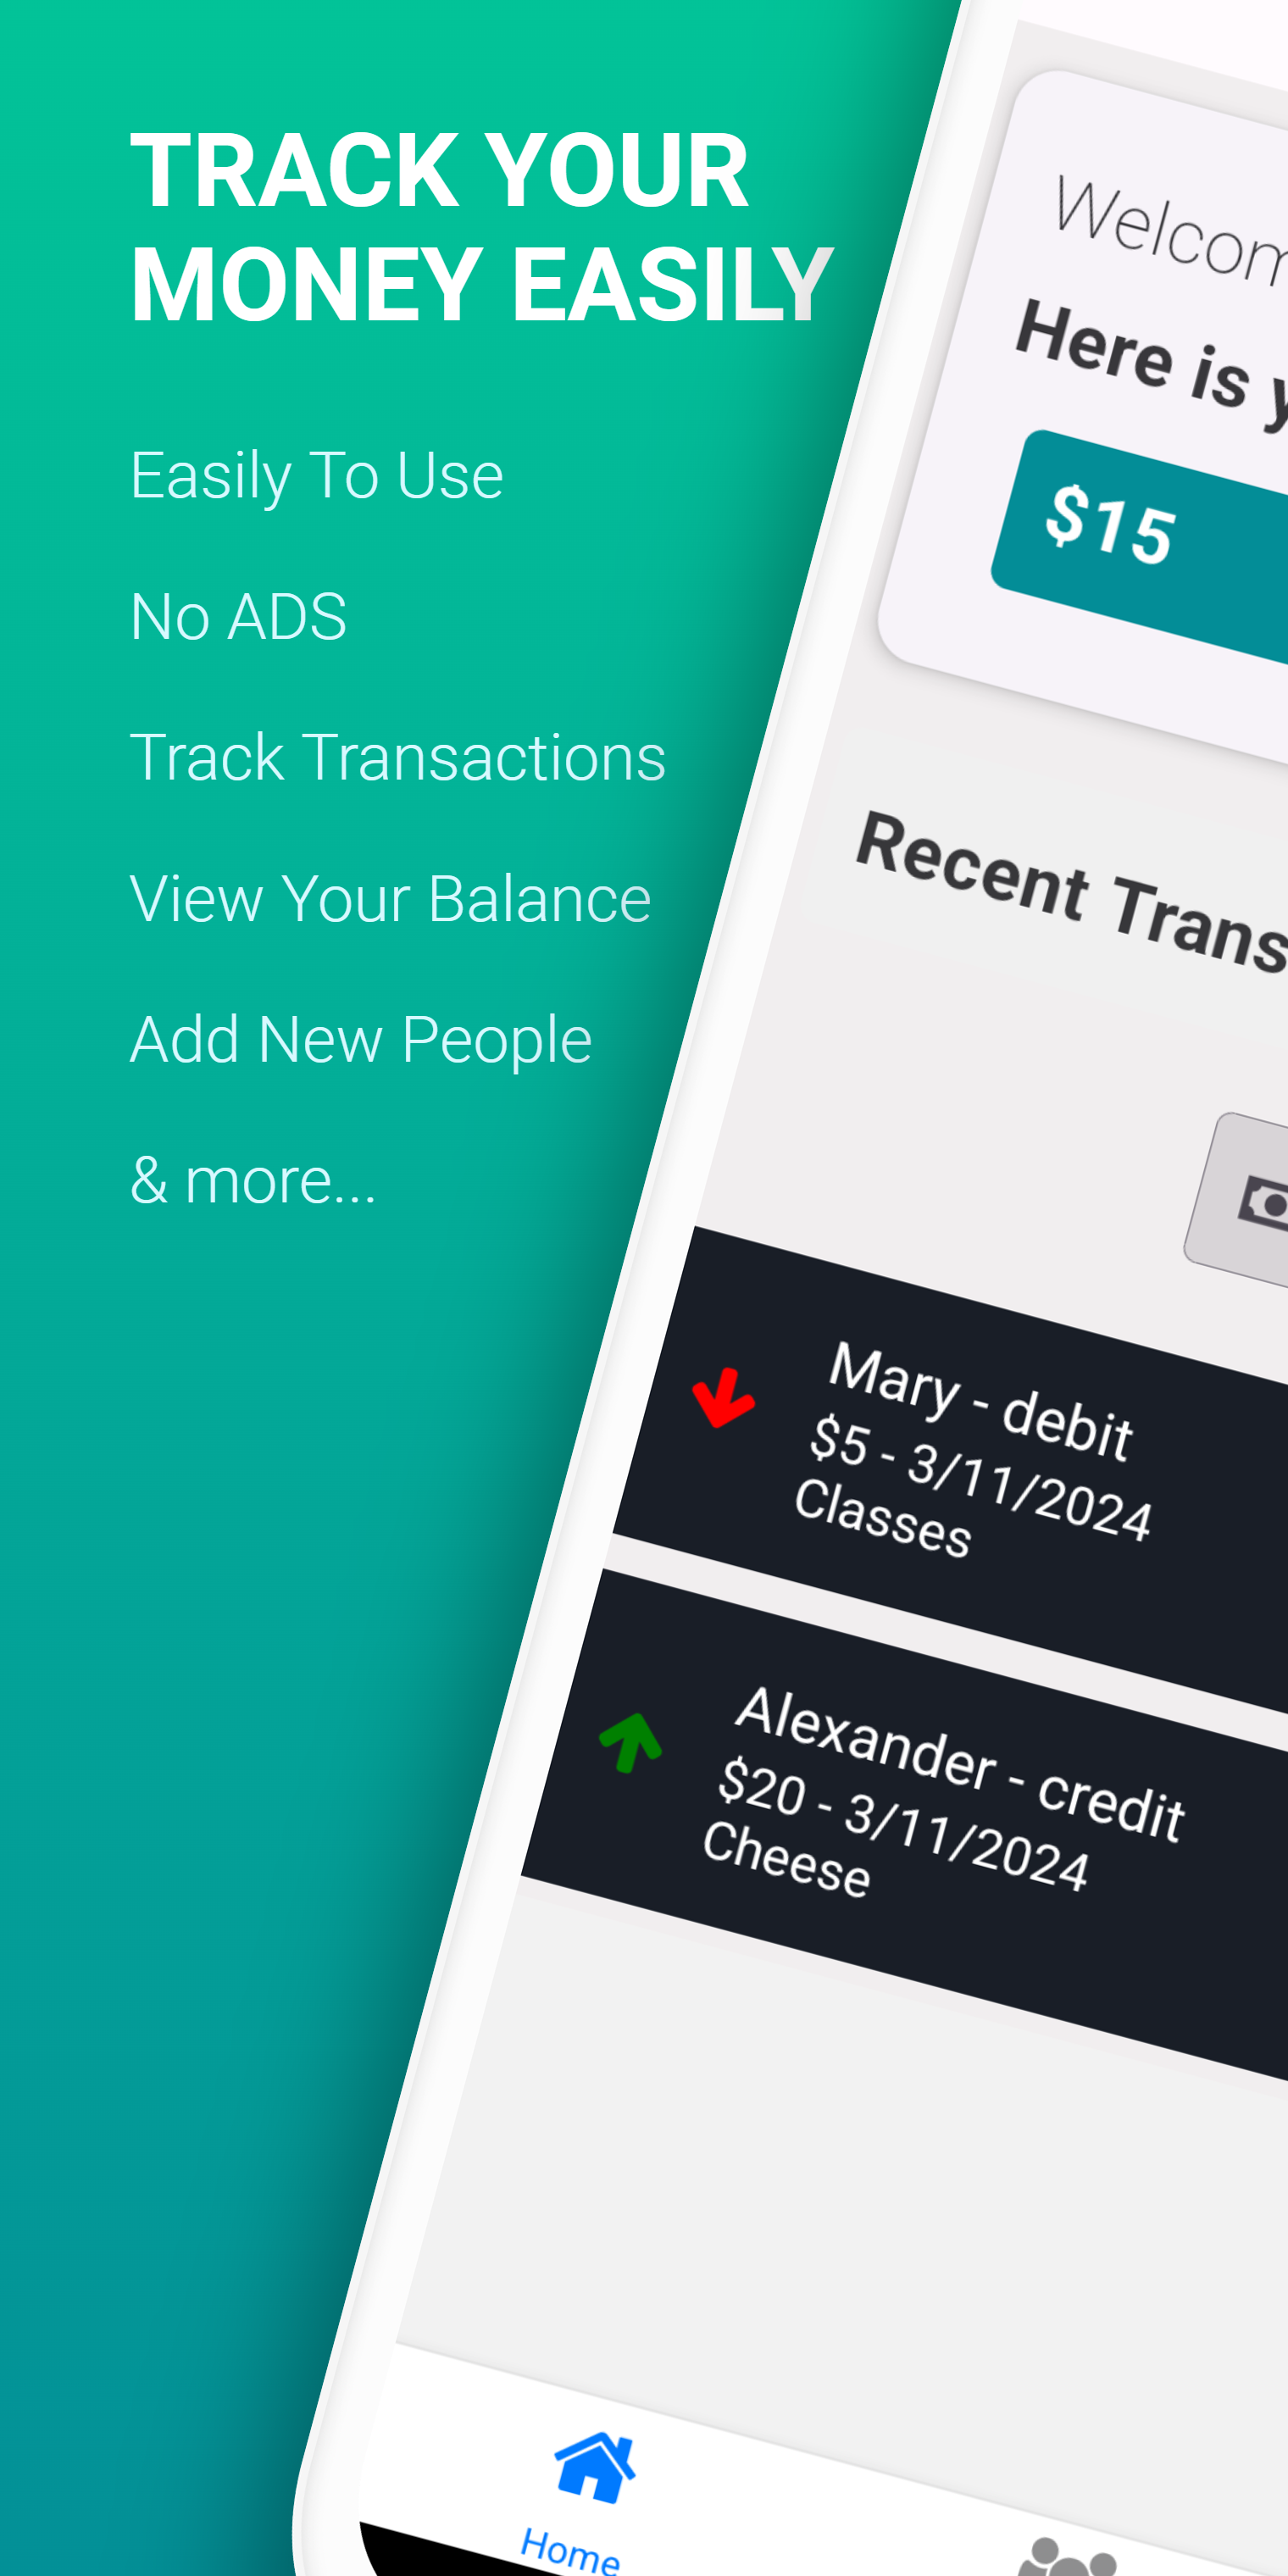 TRACK YOUR
MONEY EASILY
Easily To Use
No ADS
Track Transactions
View Your Balance
Add New People
& more...
Welcom
Here is y
$15
Recent Trans
Mary - debit
$5 - 3/11/2024
Classes
Alexander - credit
$20 - 3/11/2024
Cheese
Home